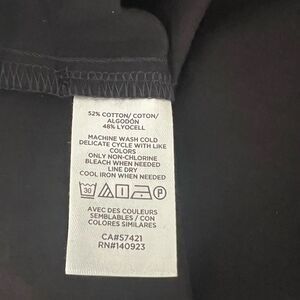 52% COTTON/ COTON/
ALGODÓN
48% LYOCELL
MACHINE WASH COLD
DELICATE CYCLE WITH LIKE
COLORS
ONLY NON-CHLORINE
BLEACH WHEN NEEDED
LINE DRY
COOL IRON WHEN NEEDED
30 P
AVEC DES COULEURS
SEMBLABLES / CON
COLORES SIMILARES
CA#57421
RN#140923